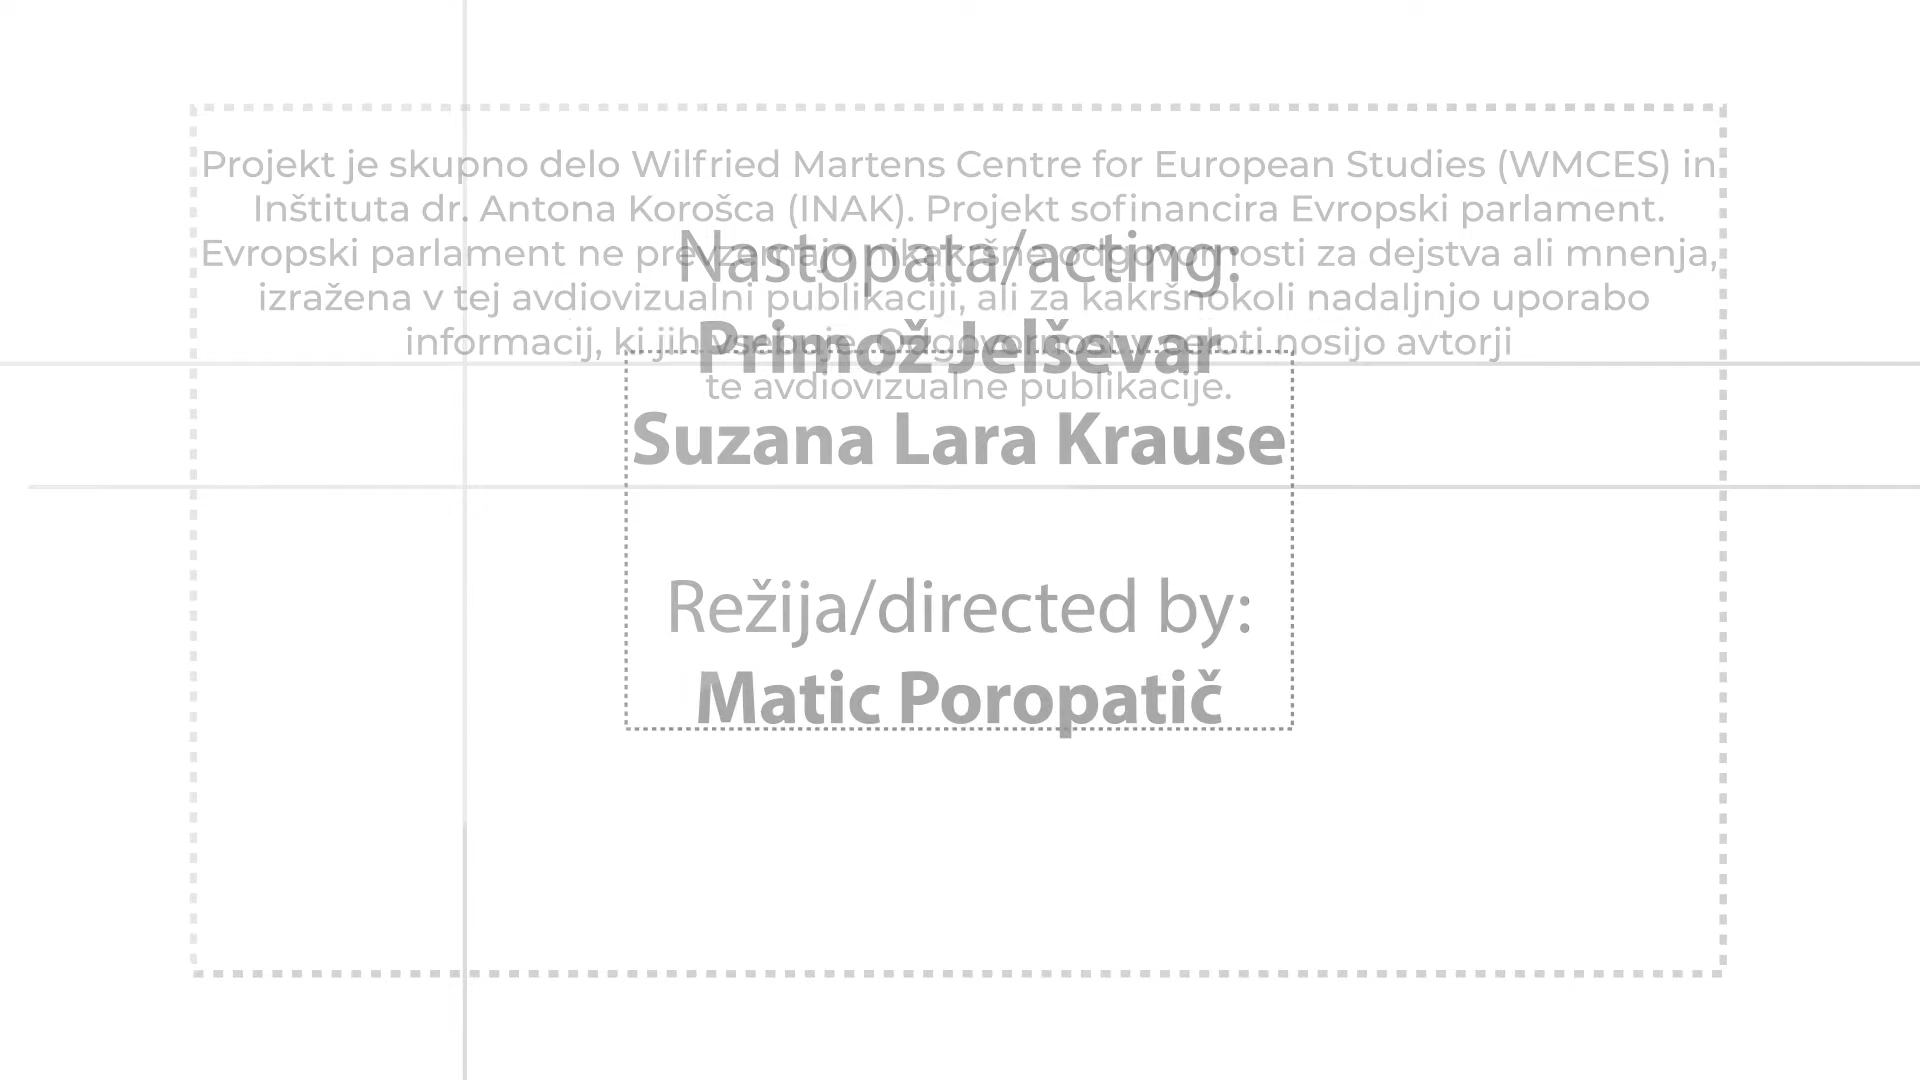 Projekt je skupno delo Wilfried Martens Centre for European Studies (WMCES) in
Inštituta dr. Antona Korošca (INAK). Projekt sofinancira Evropski parlament.
Evropski parlament ne prevzemajo nikakršne odgovornosti za dejstva ali mnenja,
izražena v tej avdiovizualni publikaciji, ali za kakršnokoli nadaljnjo uporabo
informacij, ki jih vsebuje. Odgovornost v nosijo avtorji
te avdiovizualne publikacije.
Nastopata/acting:
Primož Jelševar
Suzana Lara Krause
Režija/directed by:
Matic Poropatič